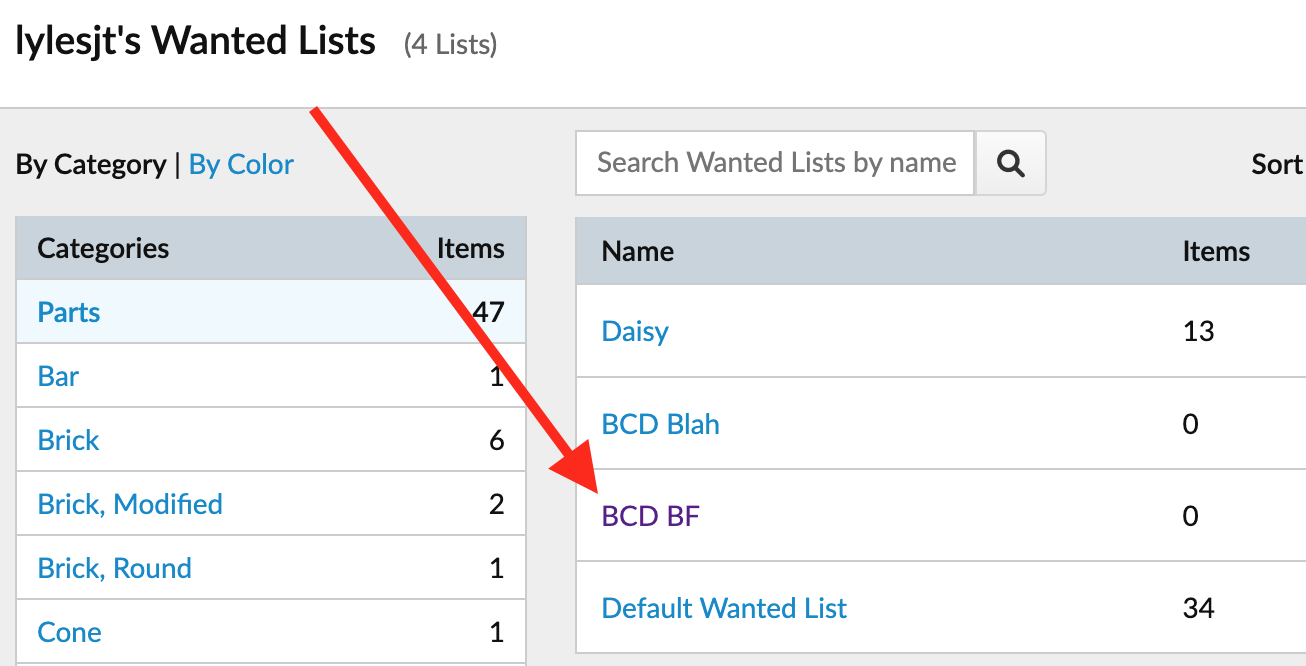 lylesjt's Wanted Lists (4 Lists)
By Category | By Color
Categories Items
Parts 47
Bar 1
Brick 6
Brick, Modified 2
Brick, Round 1
Cone 1
Search Wanted Lists by name
Sort
Name Items
Daisy 13
BCD Blah 0
BCD BF 0
Default Wanted List 34